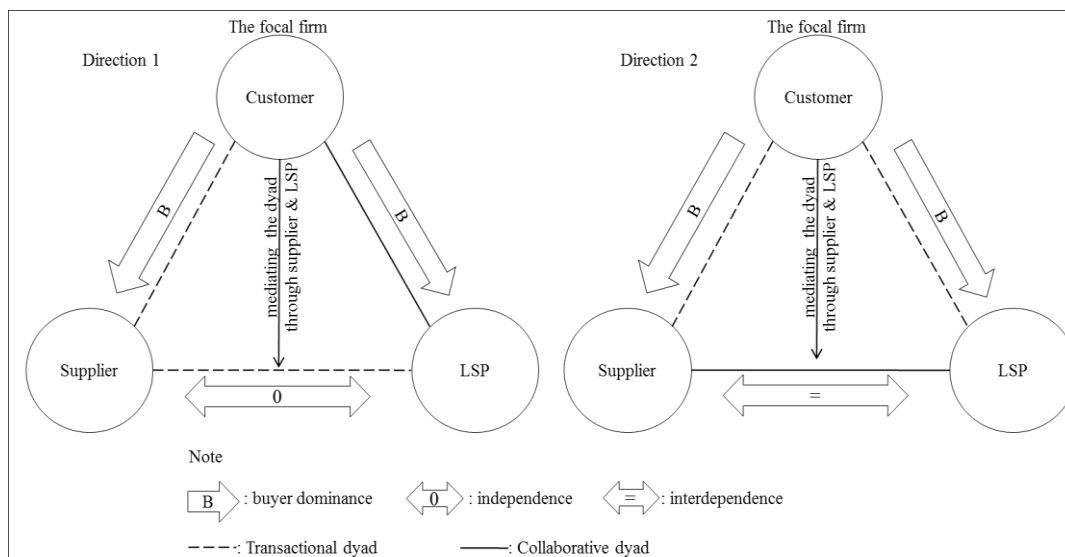 The focal firm
Direction 1
Customer
B
B
mediating the dyad
through supplier & LSP
Supplier
LSP
0
The focal firm
Direction 2
Customer
B
B
mediating the dyad
through supplier & LSP
Supplier
LSP
=
Note
B : buyer dominance
0 : independence
= : interdependence
: Transactional dyad
: Collaborative dyad